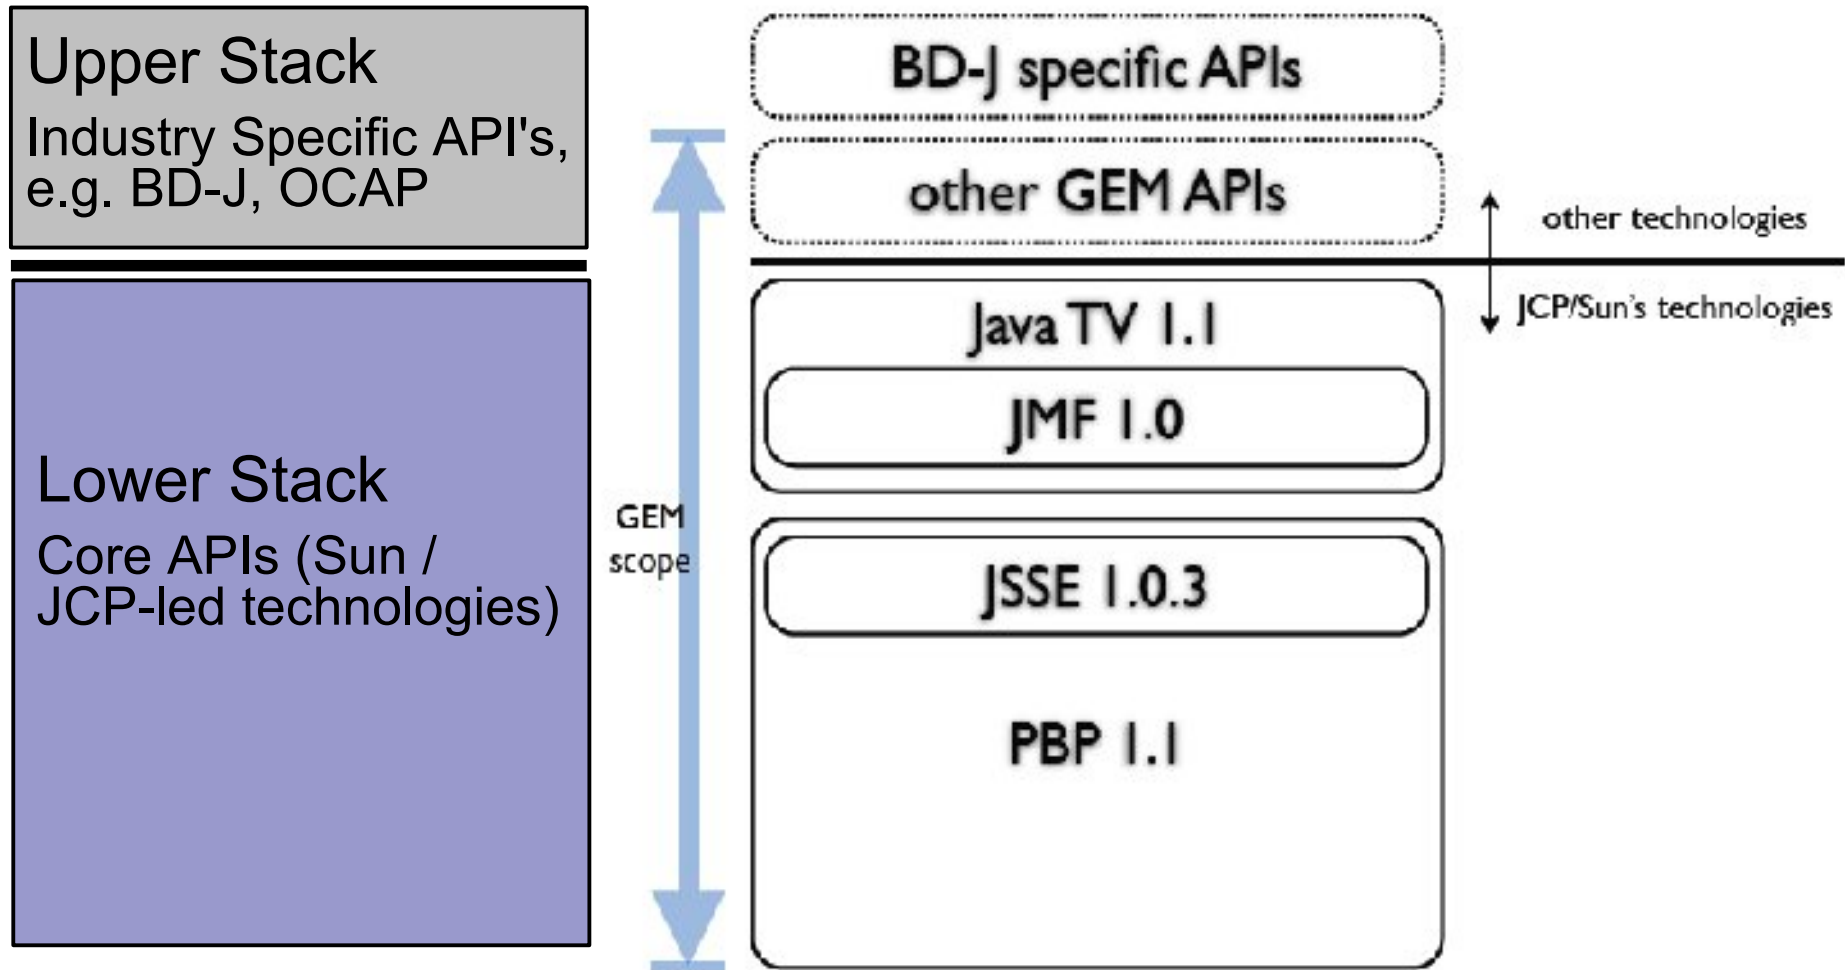 Upper Stack
Industry Specific API's,
e.g. BD-J, OCAP
Lower Stack
Core APIs (Sun /
JCP-led technologies)
GEM
scope
BD-J specific APIs
other GEM APIs
Java TV 1.1
JMF 1.0
JSSE 1.0.3
PBP 1.1
other technologies
JCP/Sun's technologies